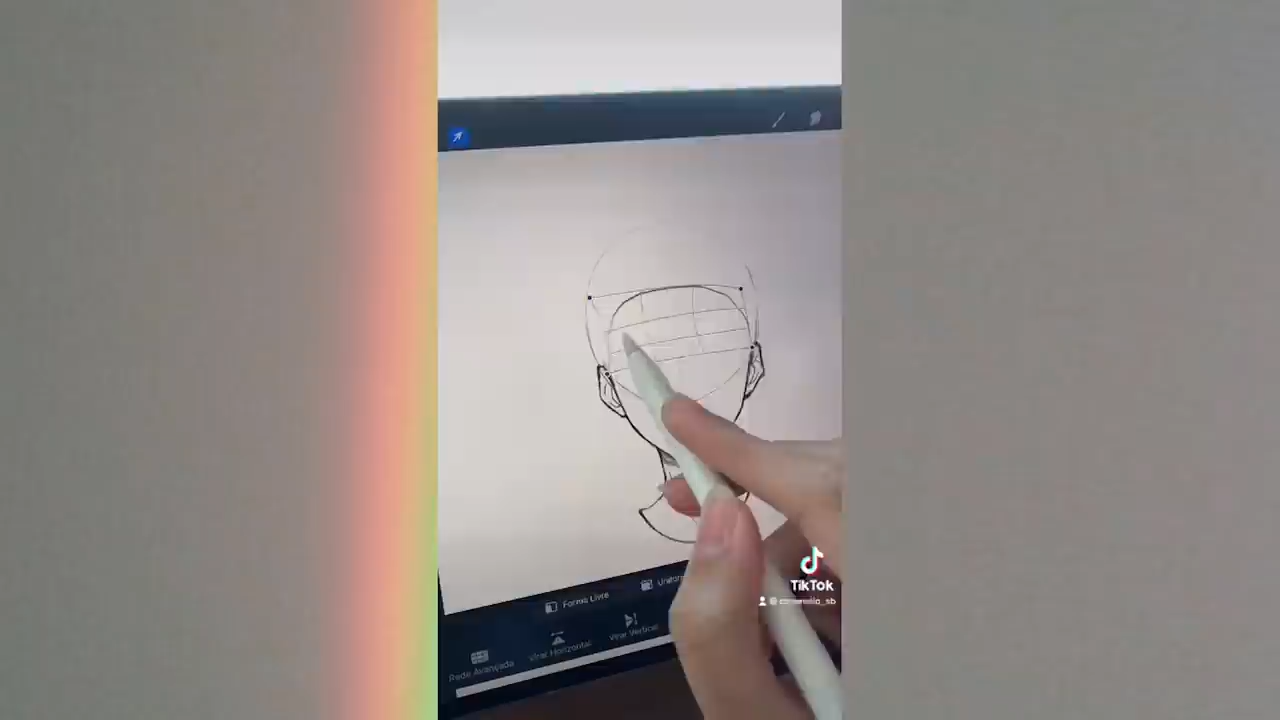 Forma Livre
Rede Avançada
Virar Horizontal
Virar Vertical
TikTok